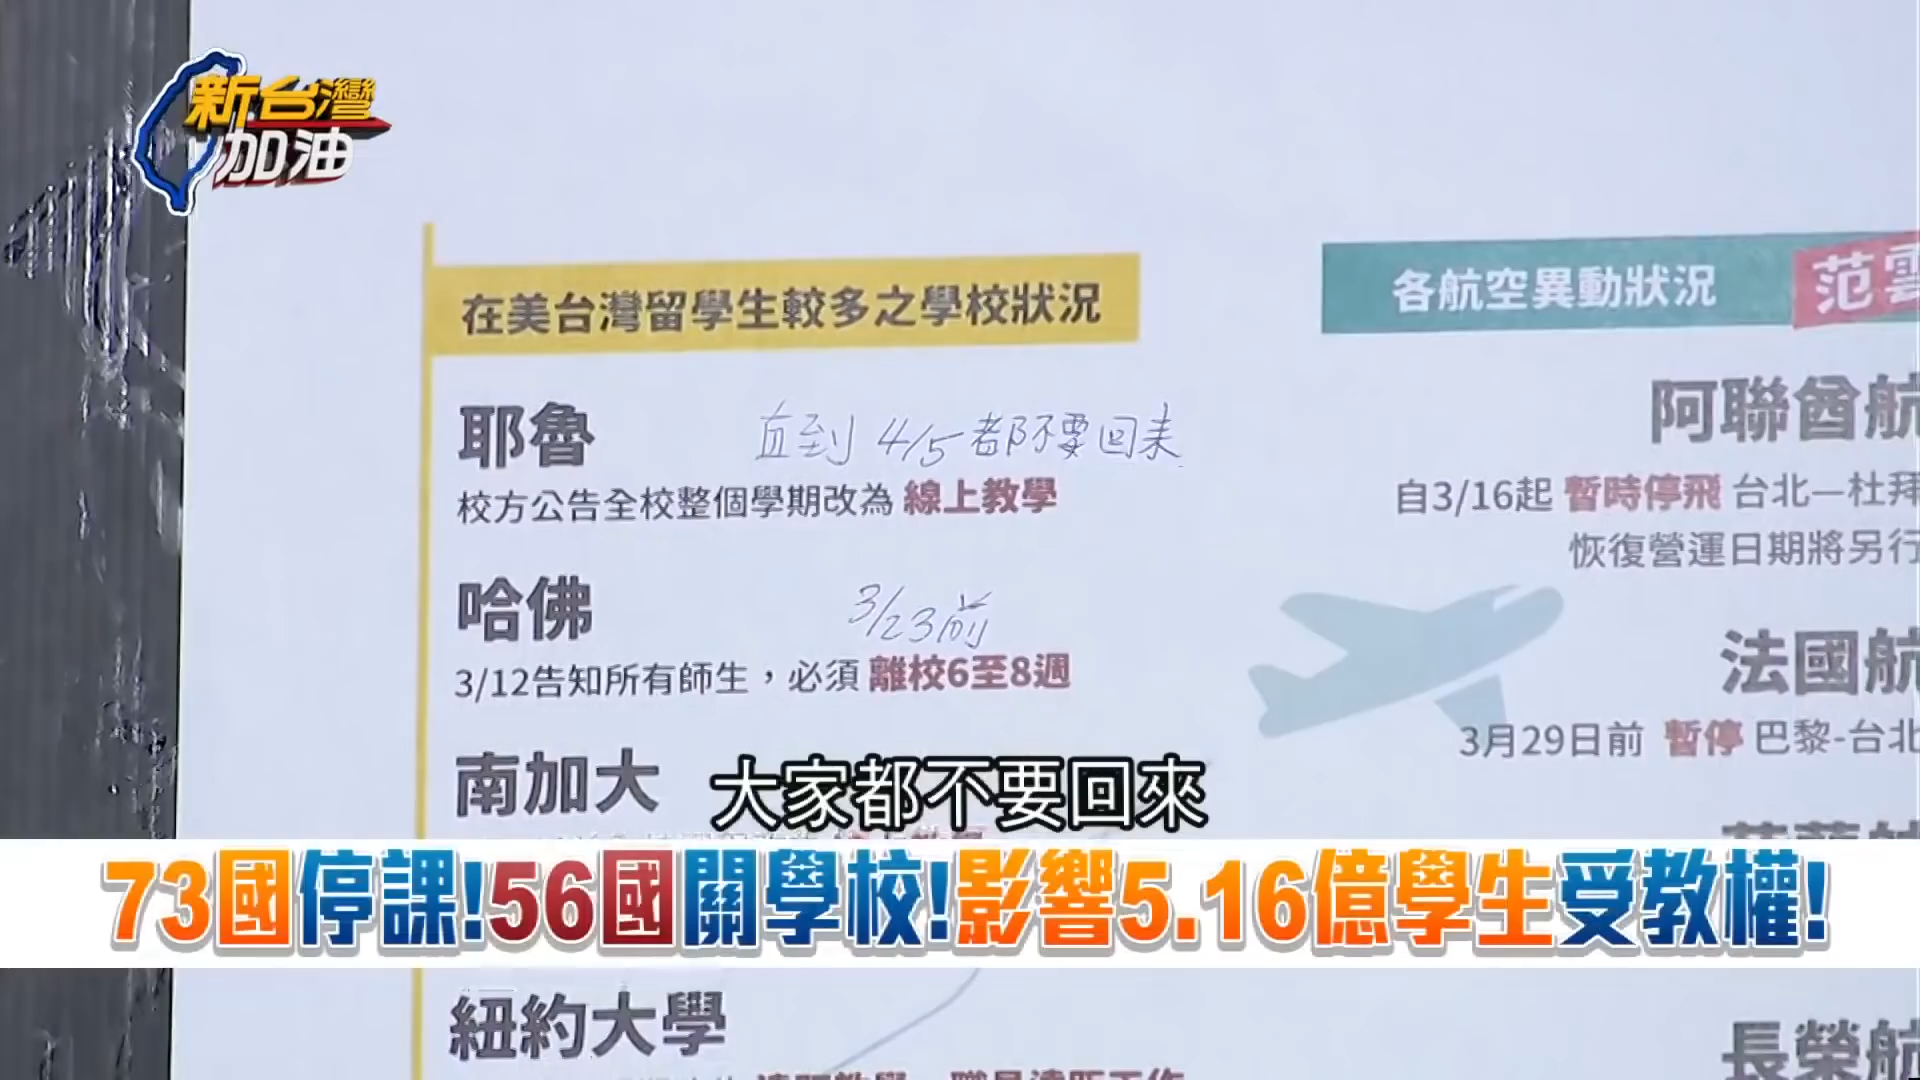 新台灣
加油
在美台灣留學生較多之學校狀況
耶魯 直到 4/5 都不要回来
校方公告全校整個學期改為 線上教學
哈佛 3/23前
3/12告知所有師生，必須 離校6至8週
南加大
紐約大學
各航空異動狀況
范雲
阿聯酋航
自3/16起 暫時停飛 台北—杜拜
恢復營運日期將另行
法國航
3月29日前 暫停 巴黎-台北
長榮航
大家都不要回來
73國停課!56國關學校!影響5.16億學生受教權!